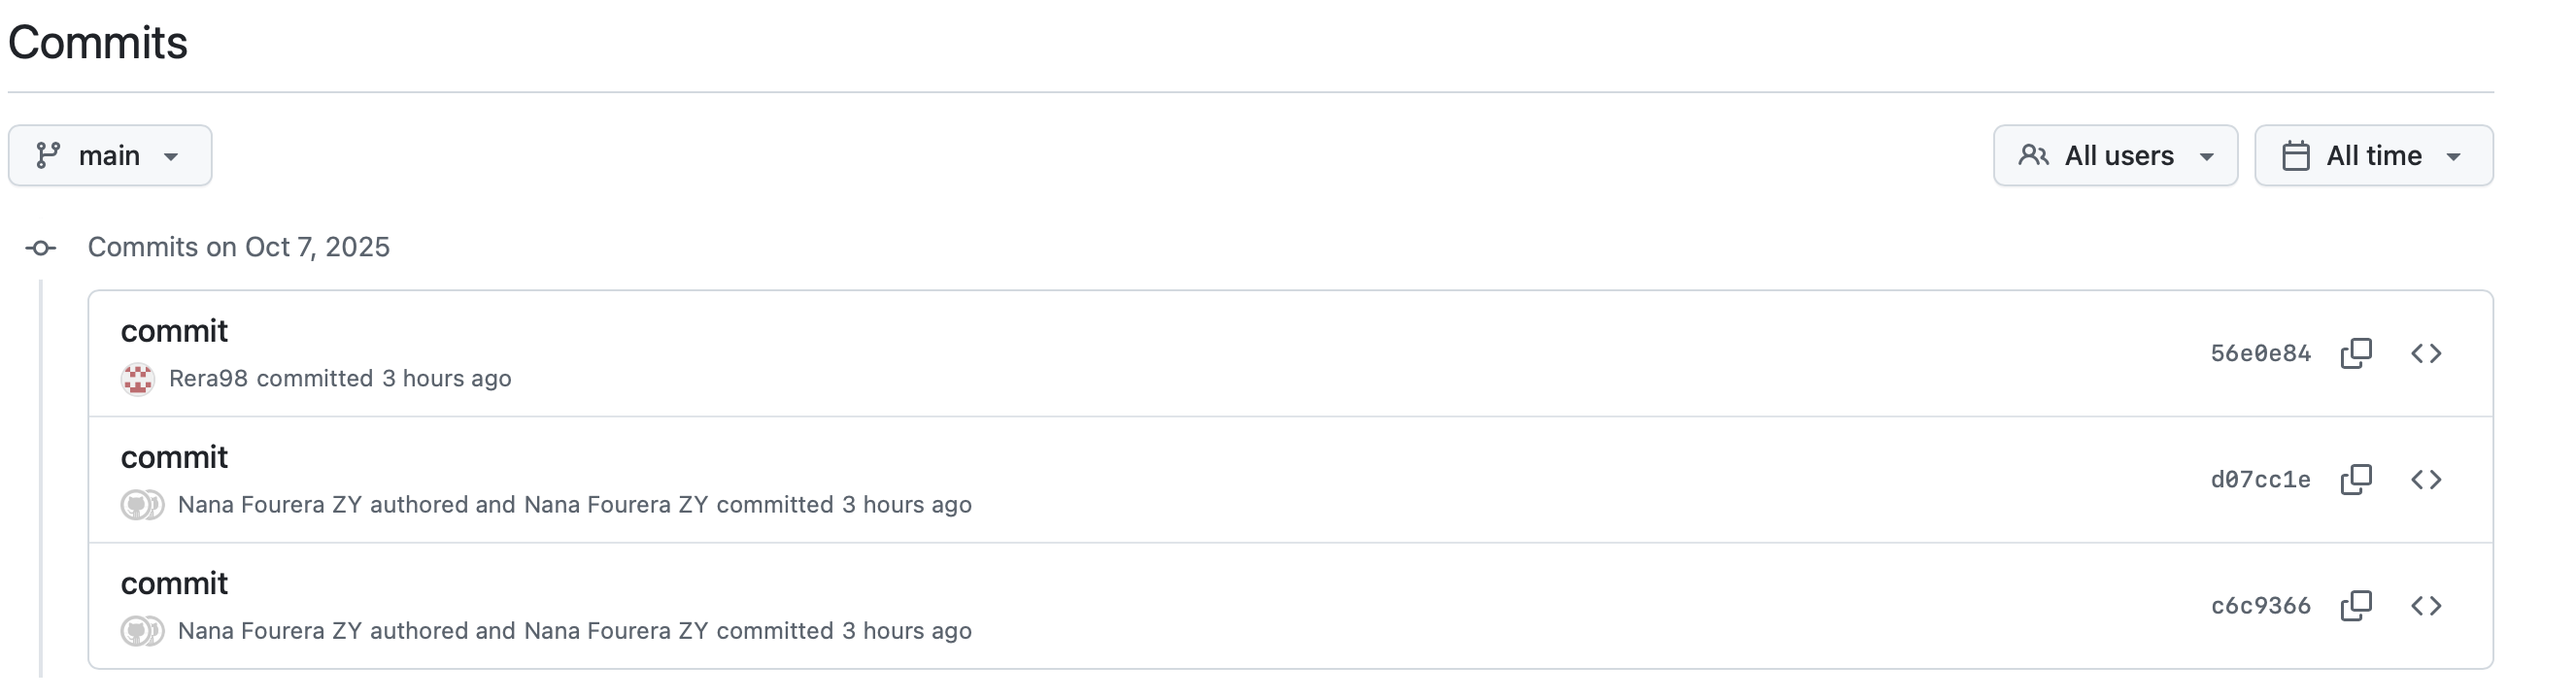 Commits
main
All users
All time
Commits on Oct 7, 2025
commit
Rera98 committed 3 hours ago
56e0e84
commit
Nana Fourera ZY authored and Nana Fourera ZY committed 3 hours ago
d07cc1e
commit
Nana Fourera ZY authored and Nana Fourera ZY committed 3 hours ago
c6c9366